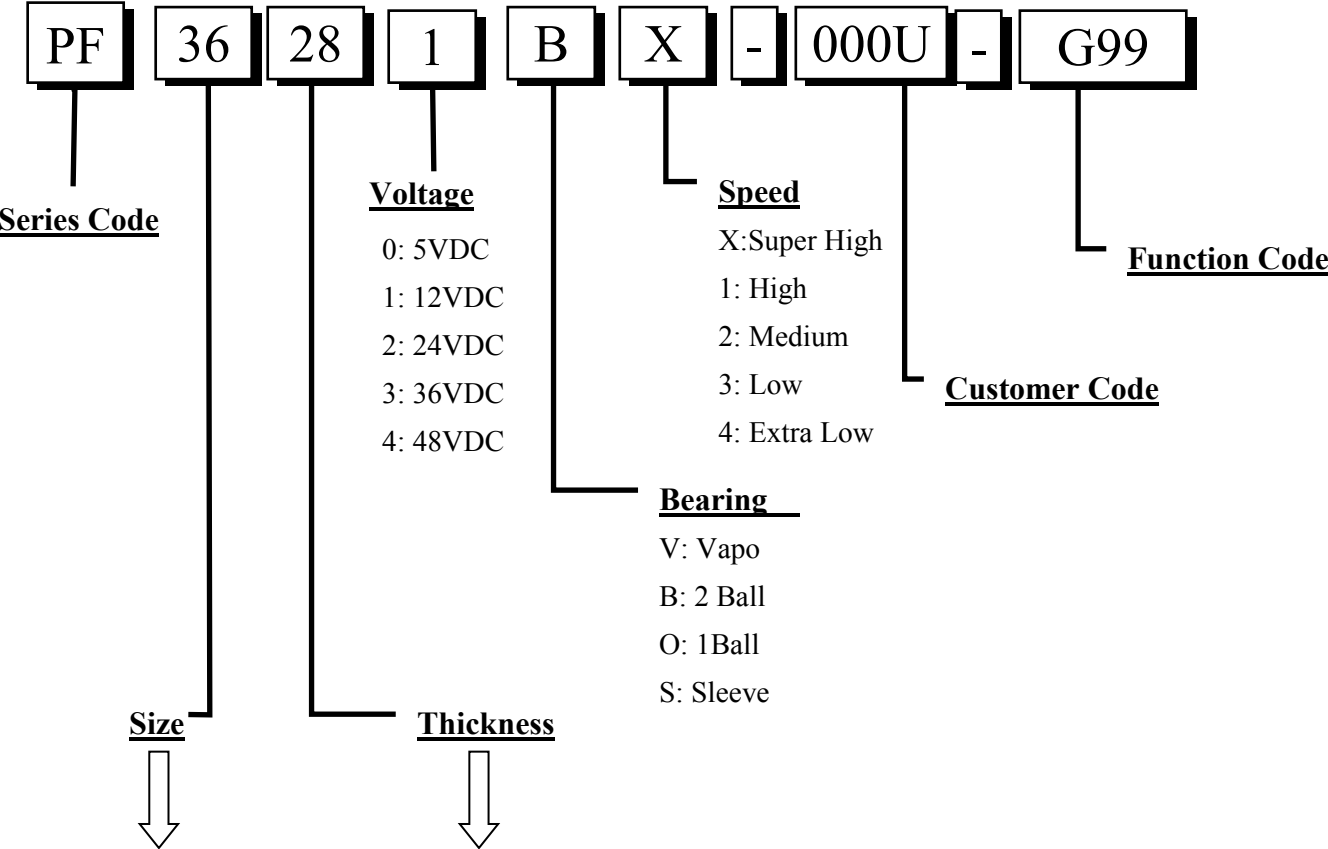 PF 36 28 1 B X - 000U - G99
Series Code
Voltage
0: 5VDC
1: 12VDC
2: 24VDC
3: 36VDC
4: 48VDC
Speed
X:Super High
1: High
2: Medium
3: Low
4: Extra Low
Function Code
Customer Code
Bearing
V: Vapo
B: 2 Ball
O: 1Ball
S: Sleeve
Size
Thickness